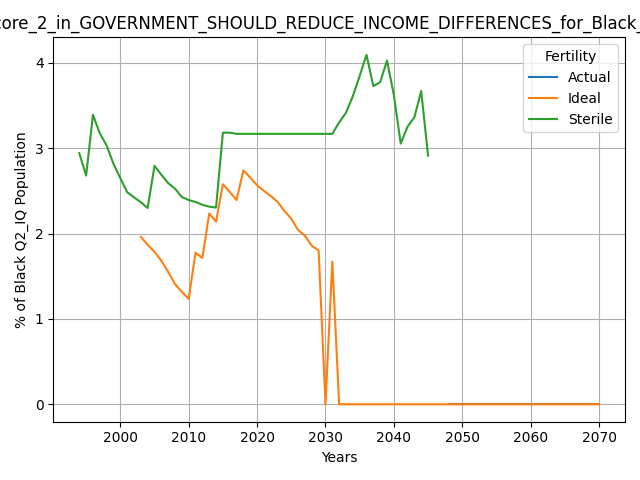 core_2_in_GOVERNMENT_SHOULD_REDUCE_INCOME_DIFFERENCES_for_Black_
Fertility
Actual
Ideal
Sterile
% of Black Q2_IQ Population
4
3
2
1
0
2000 2010 2020 2030 2040 2050 2060 2070
Years